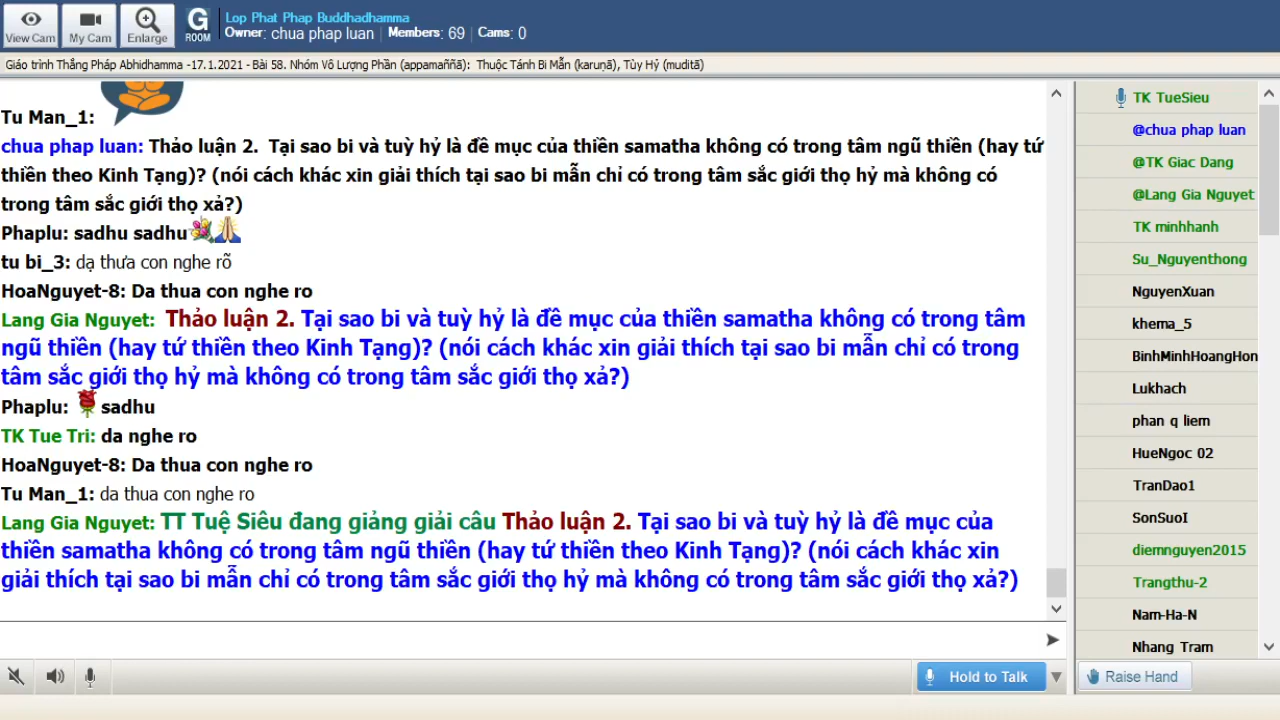 View Cam
My Cam
Enlarge
G
ROOM
Lop Phat Phap Buddhadhamma
Owner: chua phap luan | Members: 69 | Cams: 0
Giáo trình Thắng Pháp Abhidhamma -17.1.2021 - Bài 58. Nhóm Vô Lượng Phần (appamaññā): Thuộc Tánh Bi Mẫn (karuṇā), Tùy Hỷ (muditā)
Tu Man_1:
chua phap luan: Thảo luận 2. Tại sao bi và tuỳ hỷ là đề mục của thiền samatha không có trong tâm ngũ thiền (hay tứ
thiền theo Kinh Tạng)? (nói cách khác xin giải thích tại sao bi mẫn chỉ có trong tâm sắc giới thọ hỷ mà không có
trong tâm sắc giới thọ xả?)
Phaplu: sadhu sadhu
tu bi_3: dạ thưa con nghe rõ
HoaNguyet-8: Da thua con nghe ro
Lang Gia Nguyet: Thảo luận 2. Tại sao bi và tuỳ hỷ là đề mục của thiền samatha không có trong tâm
ngũ thiền (hay tứ thiền theo Kinh Tạng)? (nói cách khác xin giải thích tại sao bi mẫn chỉ có trong
tâm sắc giới thọ hỷ mà không có trong tâm sắc giới thọ xả?)
Phaplu: sadhu
TK Tue Tri: da nghe ro
HoaNguyet-8: Da thua con nghe ro
Tu Man_1: da thua con nghe ro
Lang Gia Nguyet: TT Tuệ Siêu đang giảng giải câu Thảo luận 2. Tại sao bi và tuỳ hỷ là đề mục của
thiền samatha không có trong tâm ngũ thiền (hay tứ thiền theo Kinh Tạng)? (nói cách khác xin
giải thích tại sao bi mẫn chỉ có trong tâm sắc giới thọ hỷ mà không có trong tâm sắc giới thọ xả?)
Hold to Talk
TK TueSieu
@chua phap luan
@TK Giac Dang
@Lang Gia Nguyet
TK minhhanh
Su_Nguyenthong
NguyenXuan
khema_5
BinhMinhHoangHon
Lukhach
phan q liem
HueNgoc 02
TranDao1
SonSuoI
diemnguyen2015
Trangthu-2
Nam-Ha-N
Nhang Tram
Raise Hand